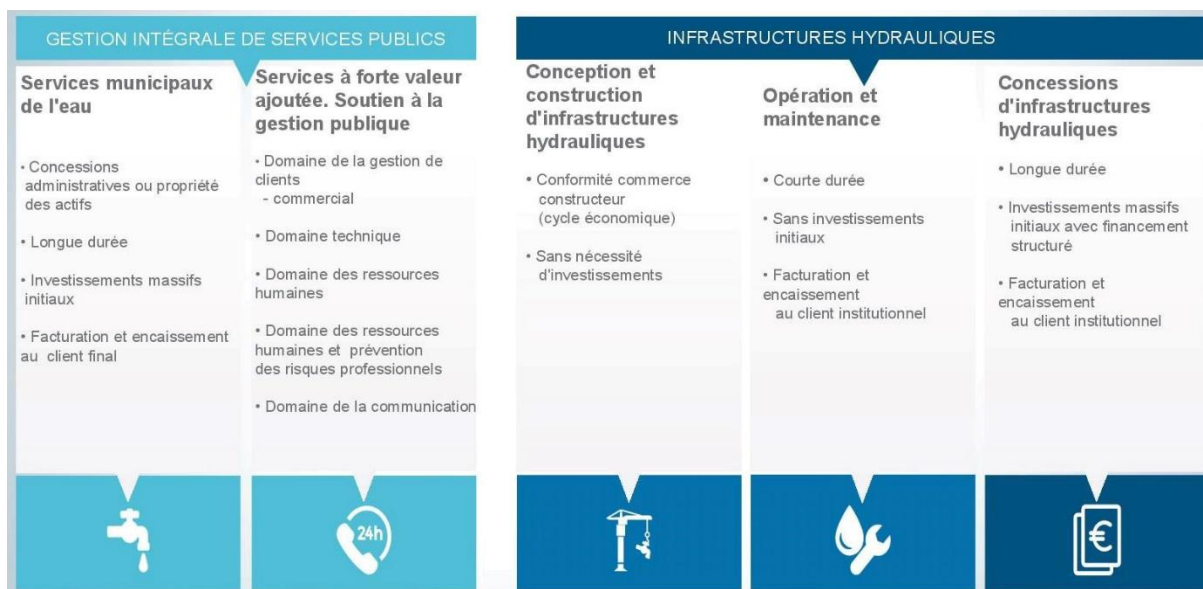 GESTION INTÉGRALE DE SERVICES PUBLICS
Services municipaux
de l'eau
• Concessions
administratives ou propriété
des actifs
• Longue durée
• Investissements massifs
initiaux
• Facturation et encaissement
au client final
Services à forte valeur
ajoutée. Soutien à la
gestion publique
• Domaine de la gestion de
clients
- commercial
• Domaine technique
• Domaine des ressources
humaines
• Domaine des ressources
humaines et prévention
des risques professionnels
• Domaine de la communication
24h
INFRASTRUCTURES HYDRAULIQUES
Conception et
construction
d'infrastructures
hydrauliques
• Conformité commerce
constructeur
(cycle économique)
• Sans nécessité
d'investissements
Opération et
maintenance
• Courte durée
• Sans investissements
initiaux
• Facturation et
encaissement
au client institutionnel
Concessions
d'infrastructures
hydrauliques
• Longue durée
• Investissements massifs
initiaux avec financement
structuré
• Facturation et
encaissement
au client institutionnel
€